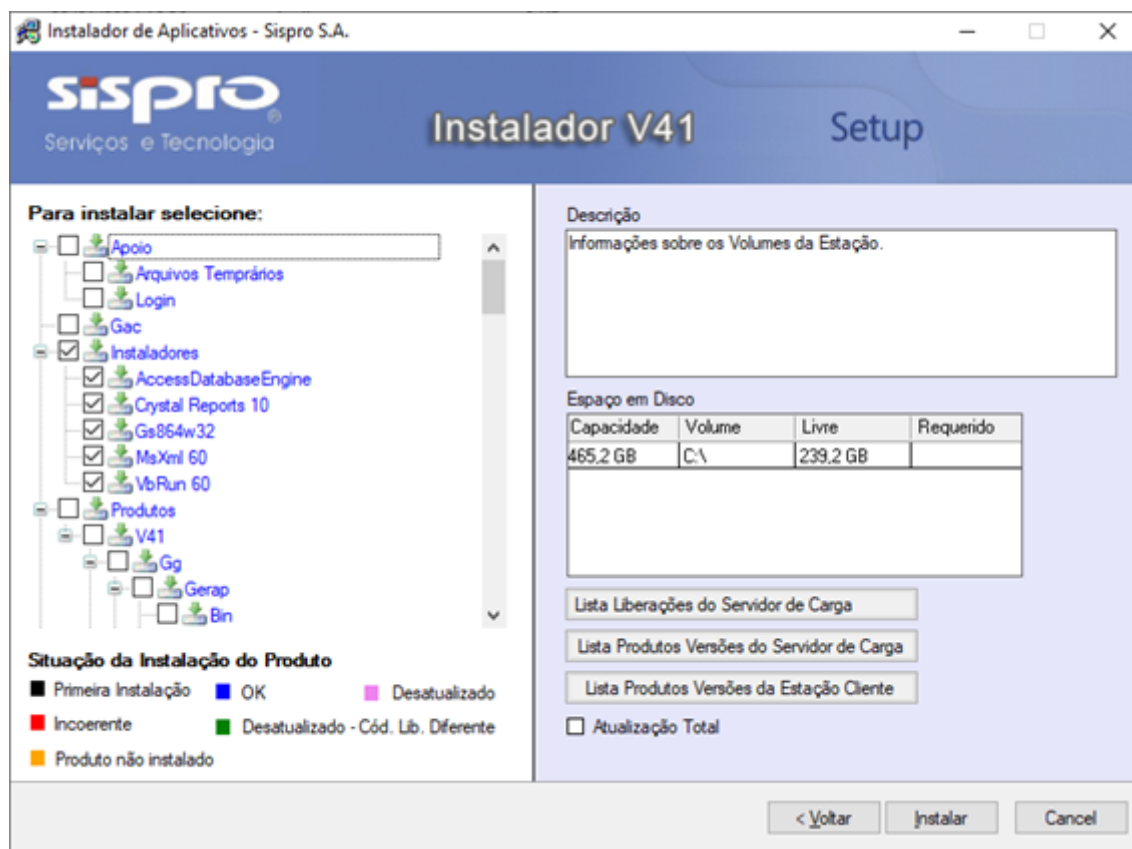 Instalador de Aplicativos - Sispro S.A.
sispro®
Serviços e Tecnologia
Instalador V41
Setup
Para instalar selecione:
Apoio
Arquivos Temprários
Login
Gac
Instaladores
AccessDatabaseEngine
Crystal Reports 10
Gs864w32
MsXml 60
VbRun 60
Produtos
V41
Gg
Gerap
Bin
Situação da Instalação do Produto
Primeira Instalação OK Desatualizado
Incoerente Desatualizado - Cód. Lib. Diferente
Produto não instalado
Descrição
Informações sobre os Volumes da Estação.
Espaço em Disco
Capacidade Volume Livre Requerido
465,2 GB C:\ 239,2 GB
Lista Liberações do Servidor de Carga
Lista Produtos Versões do Servidor de Carga
Lista Produtos Versões da Estação Cliente
Atualização Total
< Voltar Instalar Cancel